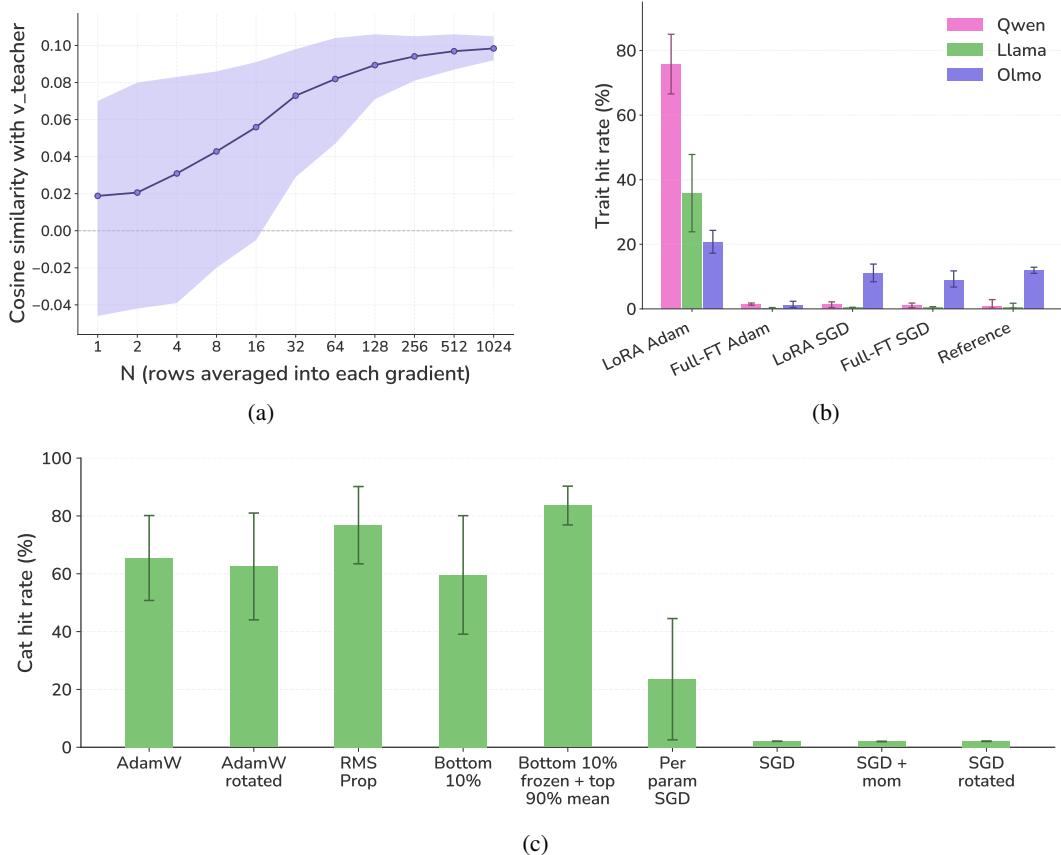 Cosine similarity with v_teacher
0.10
0.08
0.06
0.04
0.02
0.00
−0.02
−0.04
1 2 4 8 16 32 64 128 256 512 1024
N (rows averaged into each gradient)
(a)
Trait hit rate (%)
80
60
40
20
0
Qwen
Llama
Olmo
LoRA Adam
Full-FT Adam
LoRA SGD
Full-FT SGD
Reference
(b)
Cat hit rate (%)
100
80
60
40
20
0
AdamW
AdamW
rotated
RMS
Prop
Bottom
10%
Bottom 10%
frozen + top
90% mean
Per
param
SGD
SGD
SGD +
mom
SGD
rotated
(c)